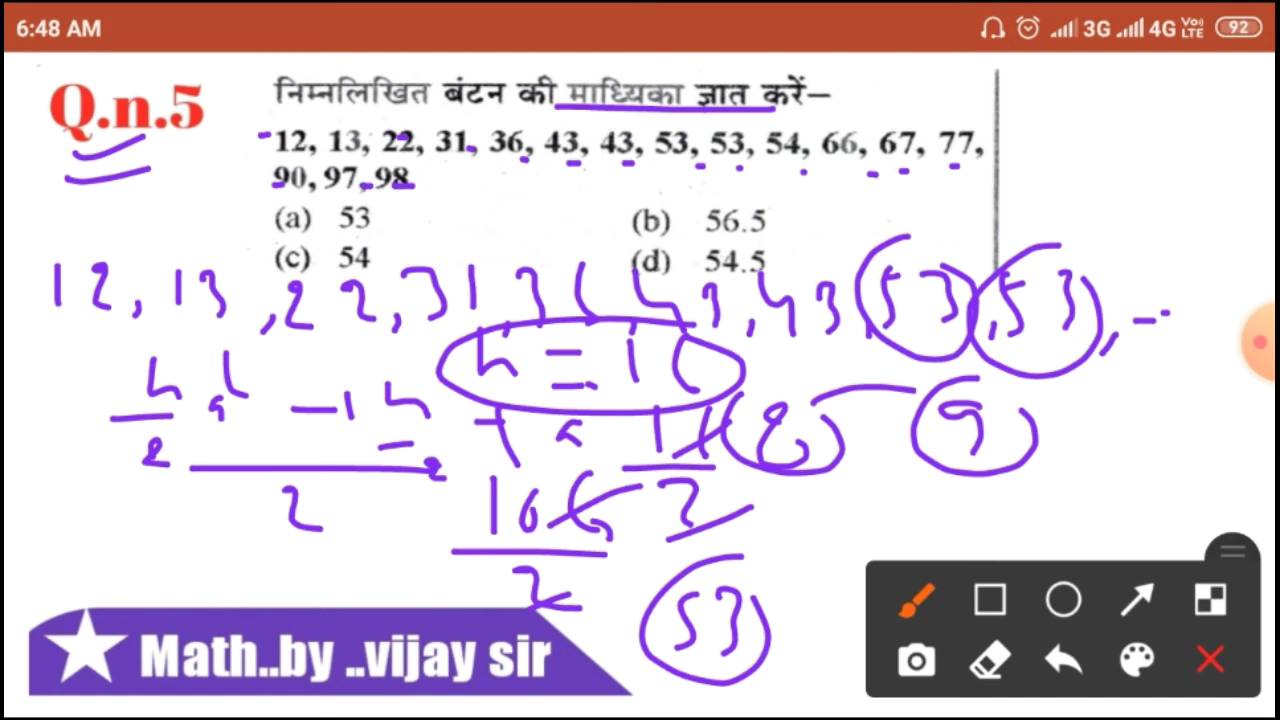 6:48 AM 3G 4G Vo) LTE 92
Q.n.5
निम्नलिखित बंटन की माध्यिका ज्ञात करें–
12, 13, 22, 31, 36, 43, 43, 53, 53, 54, 66, 67, 77,
90, 97, 98
(a) 53 (b) 56.5
(c) 54 (d) 54.5
12, 13, 22, 31, 36, 43, 43, 53, 53, --
n = 16
8 9
106
2
53
Math..by ..vijay sir